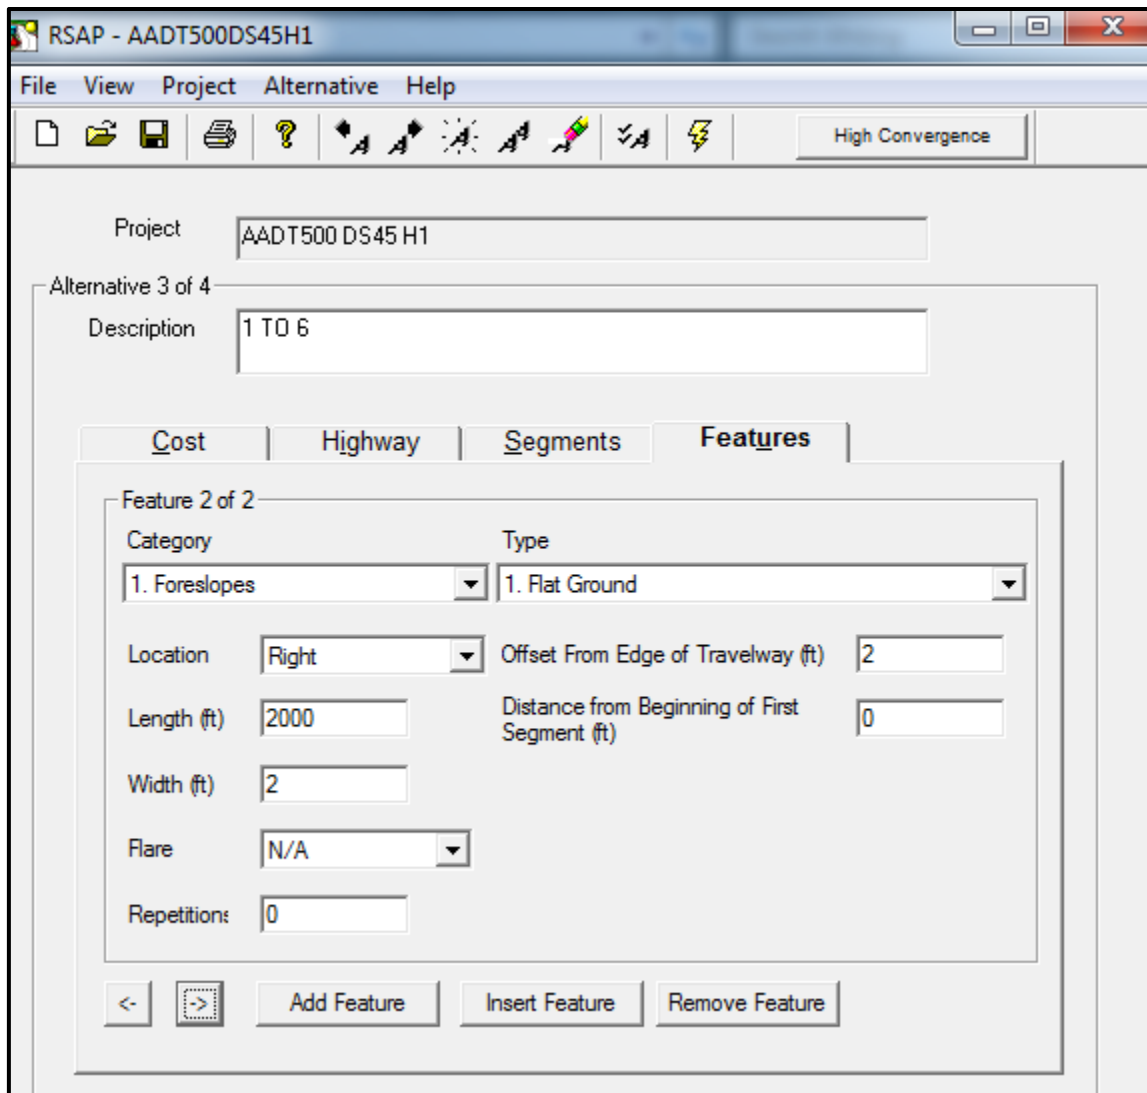 RSAP - AADT500DS45H1
File View Project Alternative Help
High Convergence
Project AADT500 DS45 H1
Alternative 3 of 4
Description 1 TO 6
Cost Highway Segments Features
Feature 2 of 2
Category Type
1. Foreslopes 1. Flat Ground
Location Right Offset From Edge of Travelway (ft) 2
Length (ft) 2000 Distance from Beginning of First Segment (ft) 0
Width (ft) 2
Flare N/A
Repetitions 0
<- -> Add Feature Insert Feature Remove Feature